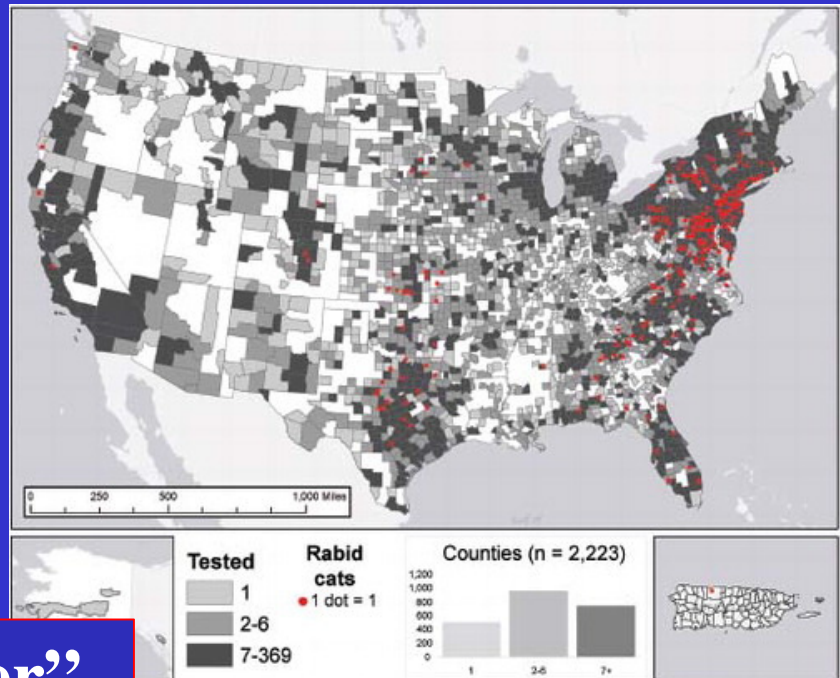 0 250 500 1,000 Miles
Tested
1
2-6
7-369
Rabid
cats
1 dot = 1
Counties (n = 2,223)
1,200
1,000
800
600
400
200
0
1 2-6 7+
er”